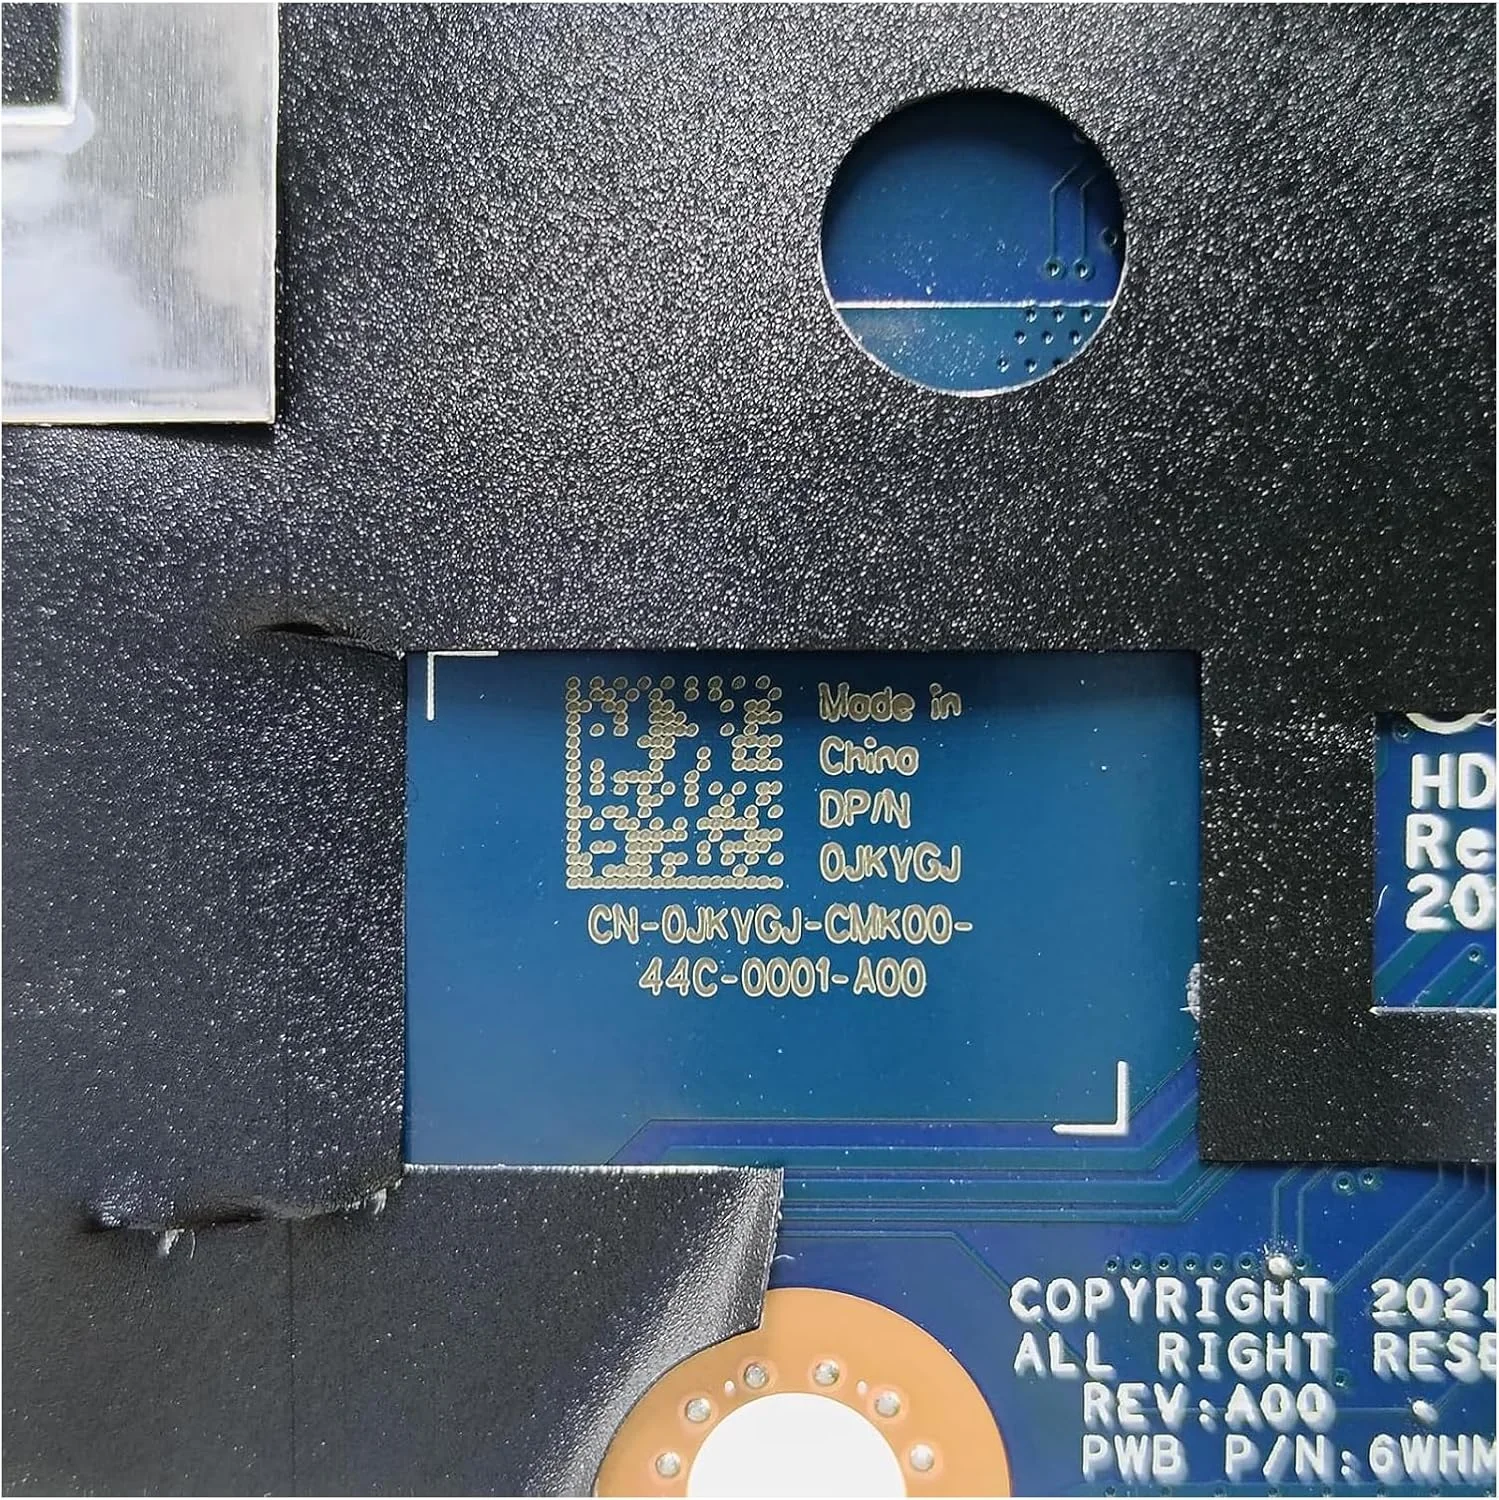 Made in
China
DP/N
0JKVGJ
CN-0JKVGJ-CMK00-
44C-0001-A00
HD
Re
20
COPYRIGHT 2021
ALL RIGHT RESE
REV:A00
PWB P/N:6WHM